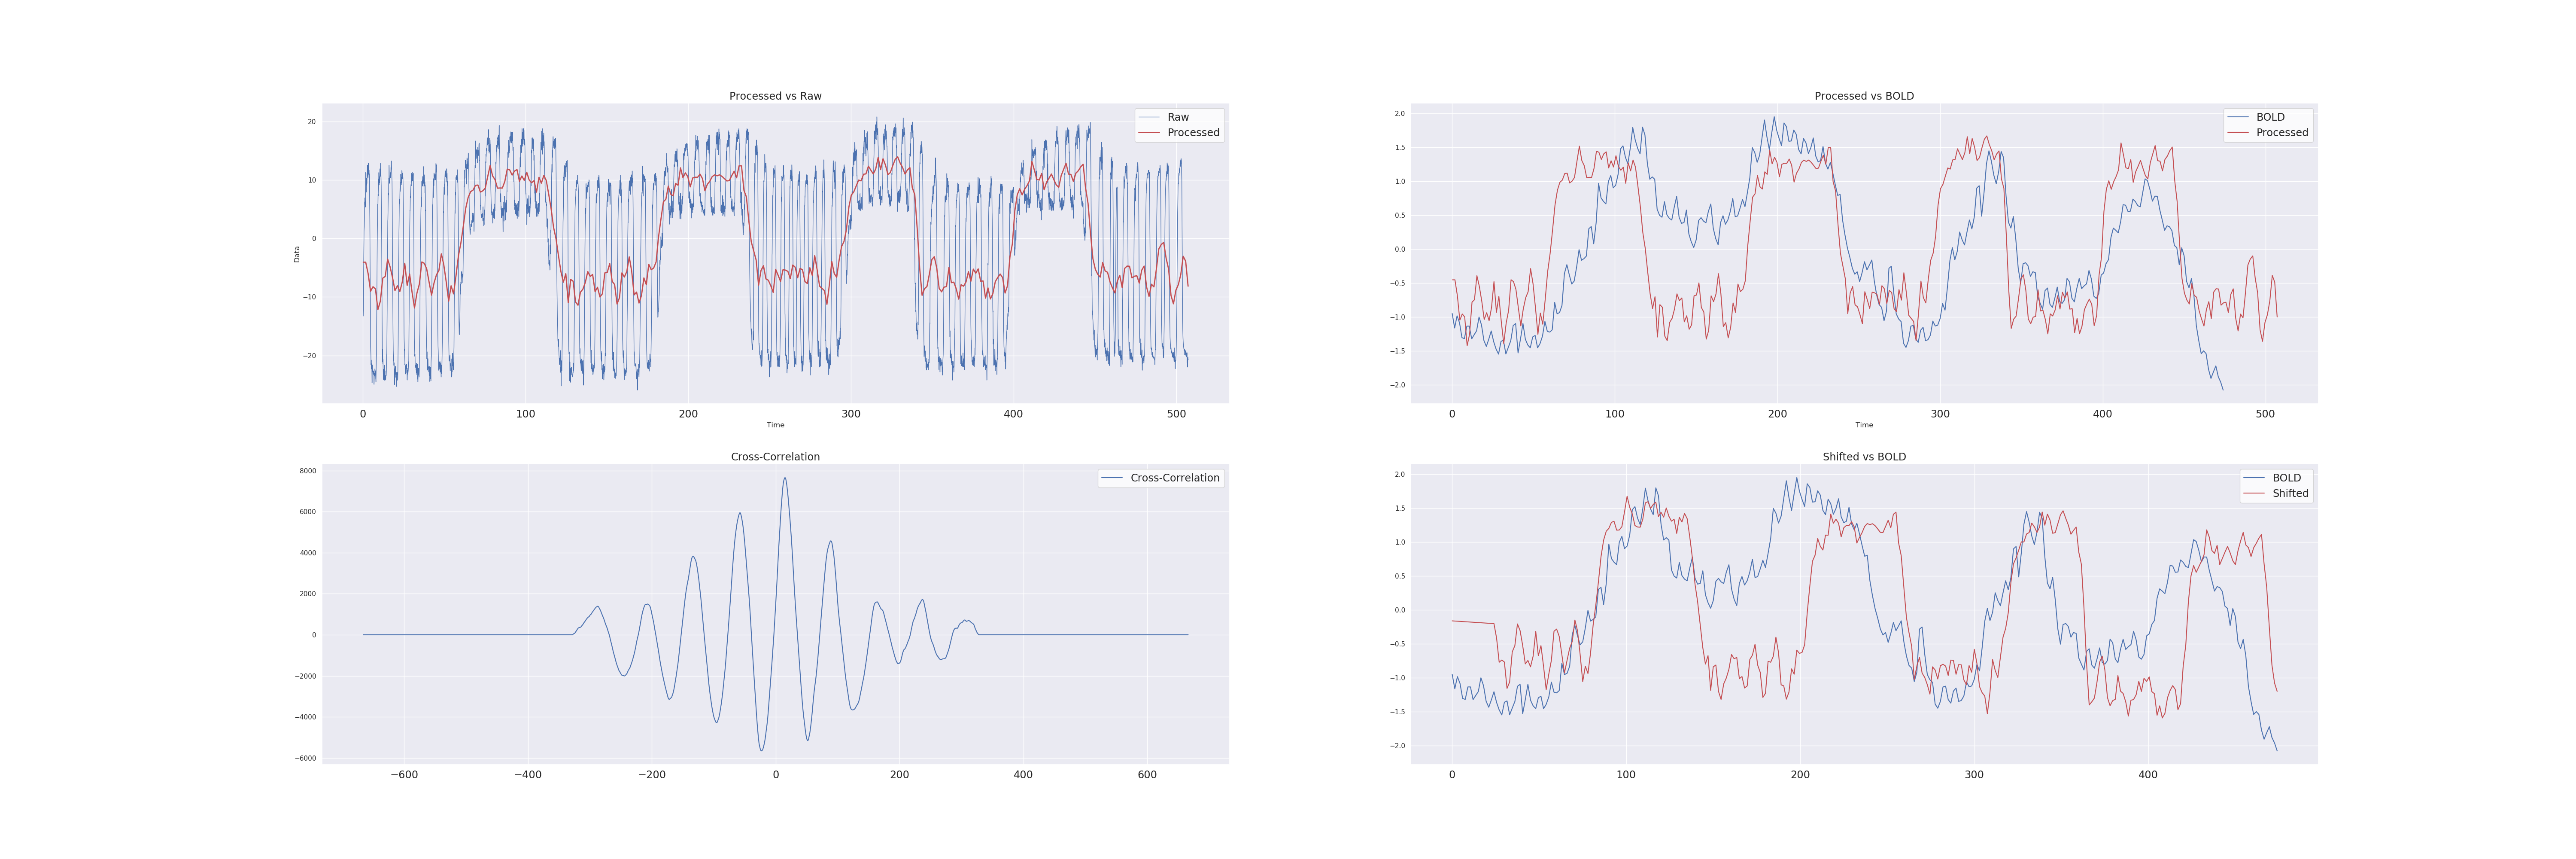 Processed vs Raw
20
10
0
−10
−20
Data
Raw
Processed
0 100 200 300 400 500
Time
Processed vs BOLD
2.0
1.5
1.0
0.5
0.0
−0.5
−1.0
−1.5
−2.0
BOLD
Processed
0 100 200 300 400 500
Time
Cross-Correlation
8000
6000
4000
2000
0
−2000
−4000
−6000
Cross-Correlation
−600 −400 −200 0 200 400 600
Shifted vs BOLD
2.0
1.5
1.0
0.5
0.0
−0.5
−1.0
−1.5
−2.0
BOLD
Shifted
0 100 200 300 400